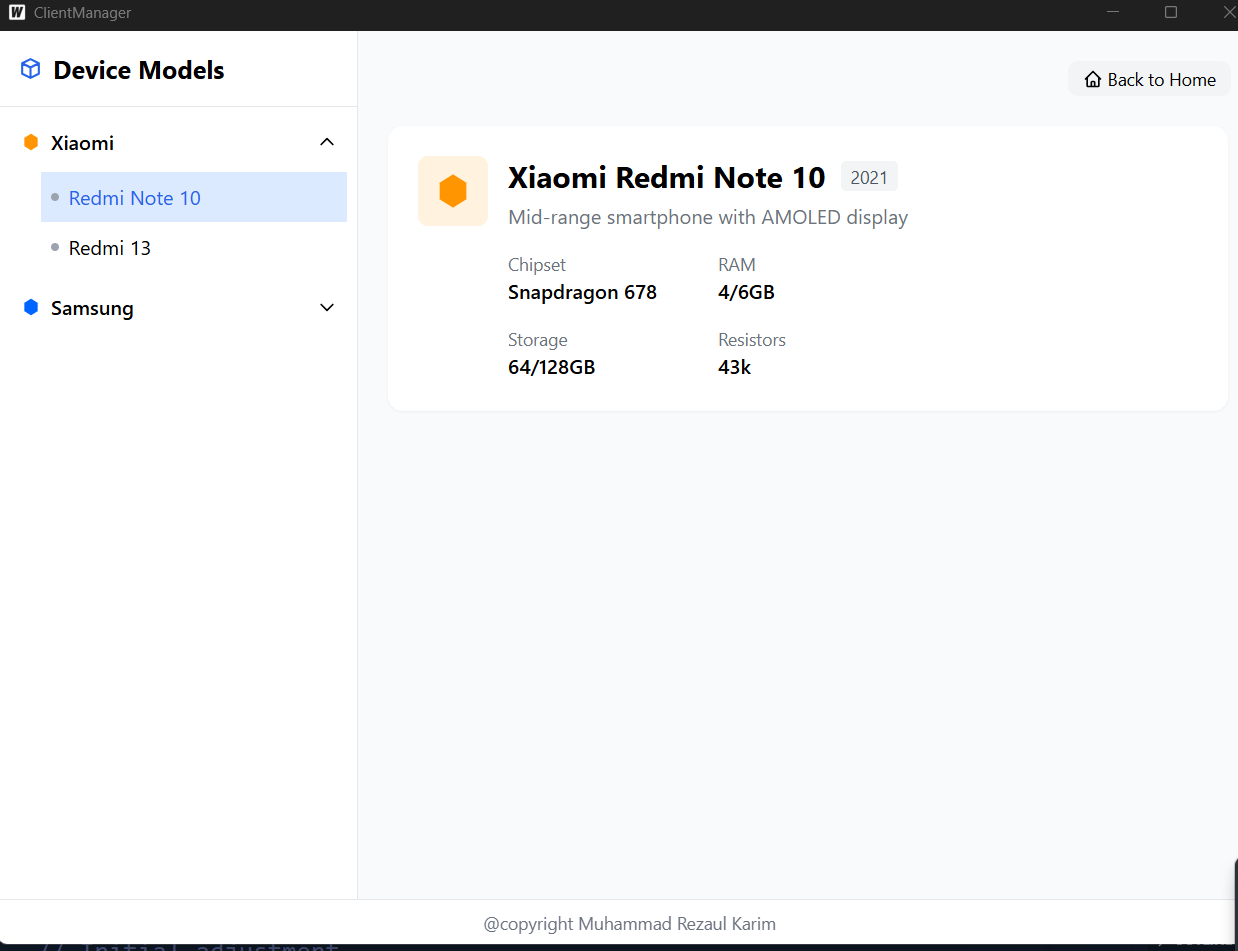 W ClientManager
Device Models
Back to Home
Xiaomi
Redmi Note 10
Redmi 13
Samsung
Xiaomi Redmi Note 10 2021
Mid-range smartphone with AMOLED display
Chipset RAM
Snapdragon 678 4/6GB
Storage Resistors
64/128GB 43k
@copyright Muhammad Rezaul Karim
// Initial adjustment